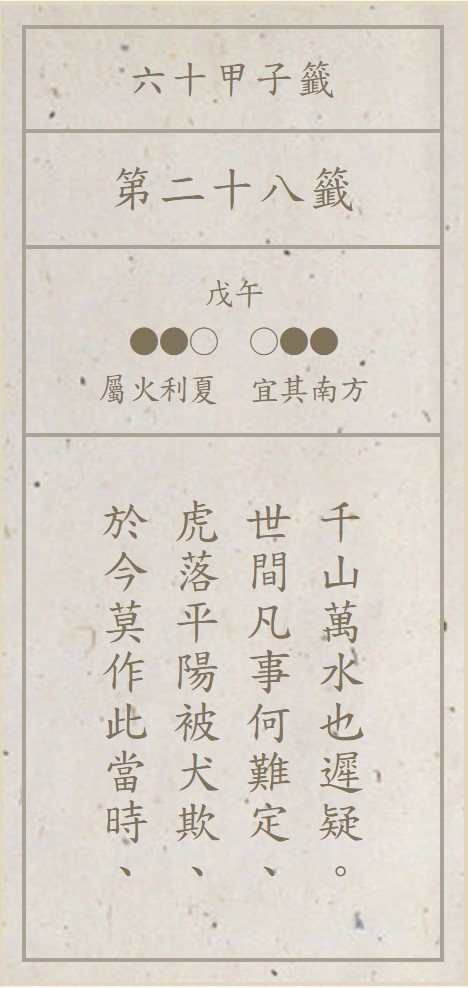 六十甲子籤
第二十八籤
戊午
●●○ ○●●
屬火利夏 宜其南方
於今莫作此當時、
虎落平陽被犬欺、
世間凡事何難定、
千山萬水也遲疑。